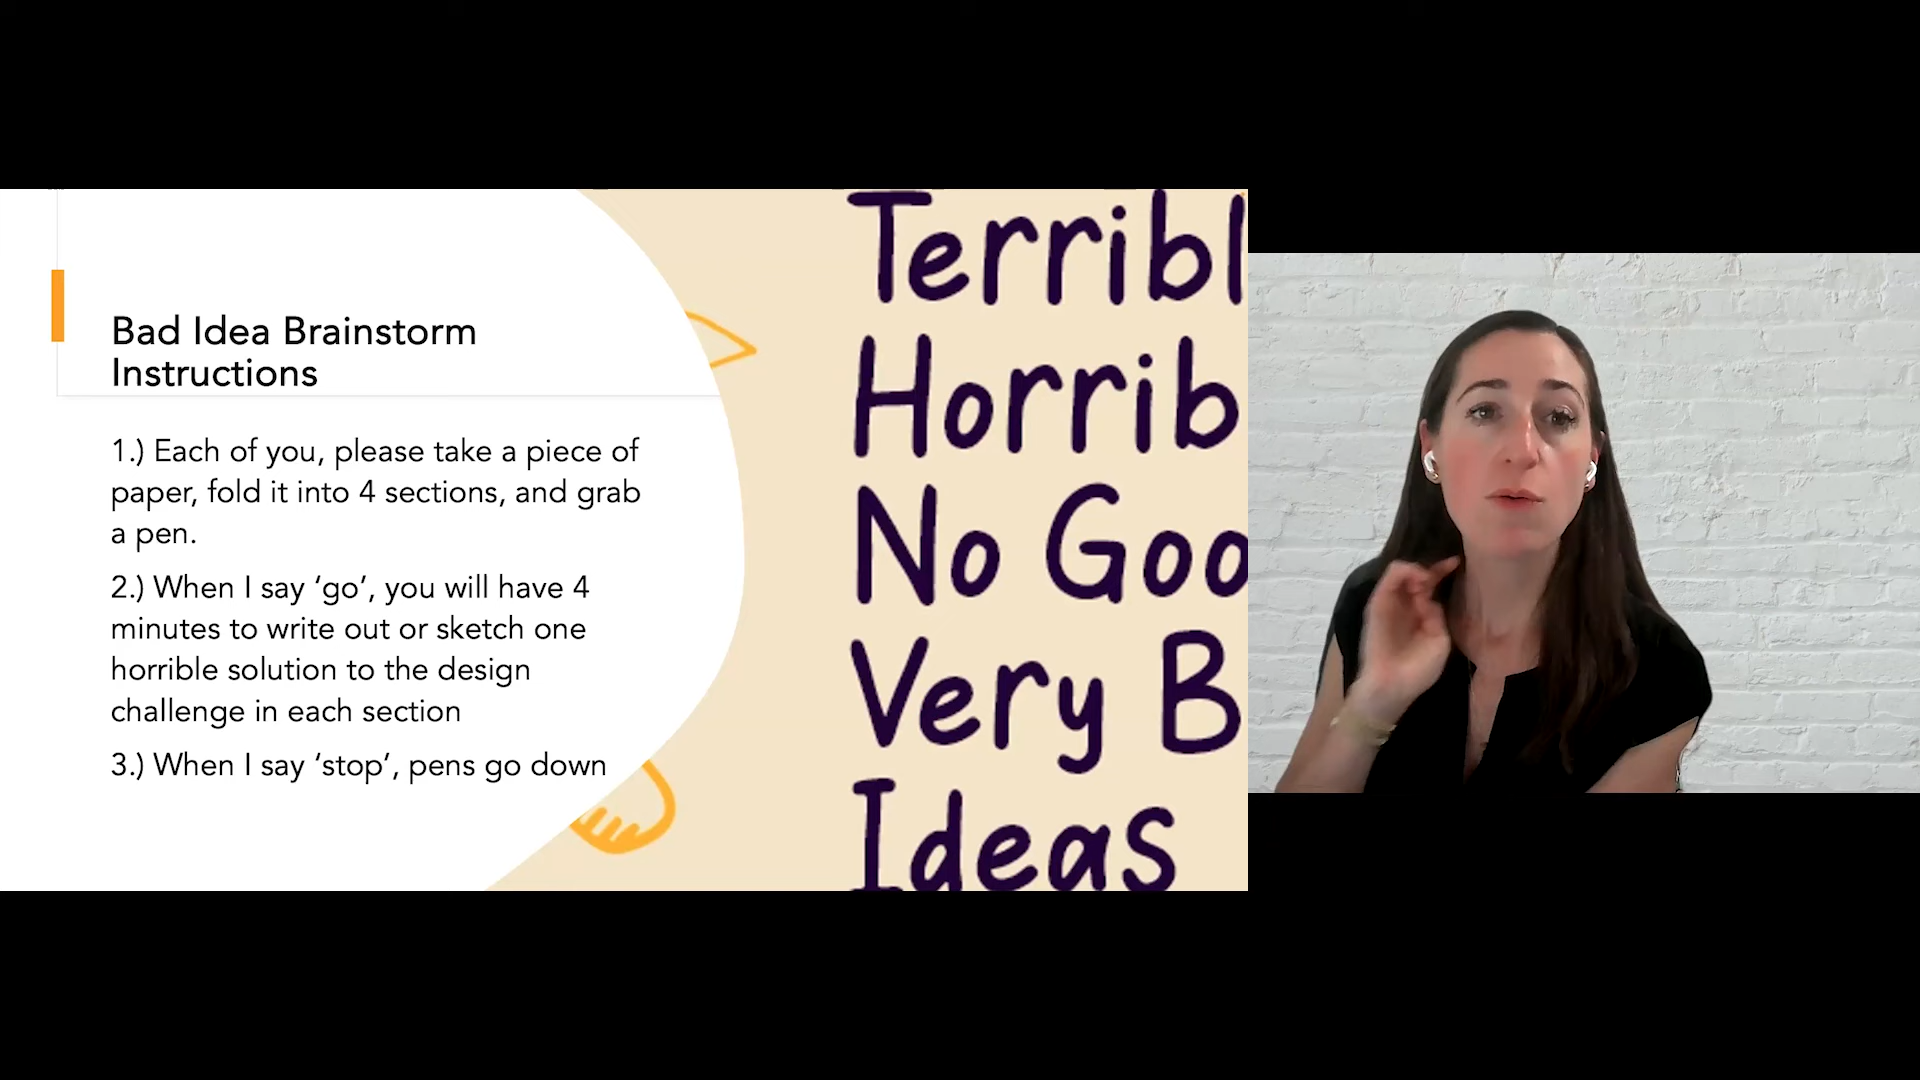 Bad Idea Brainstorm
Instructions
1.) Each of you, please take a piece of
paper, fold it into 4 sections, and grab
a pen.
2.) When I say ‘go’, you will have 4
minutes to write out or sketch one
horrible solution to the design
challenge in each section
3.) When I say ‘stop’, pens go down
Terribl
Horrib
No Goo
Very B
Ideas